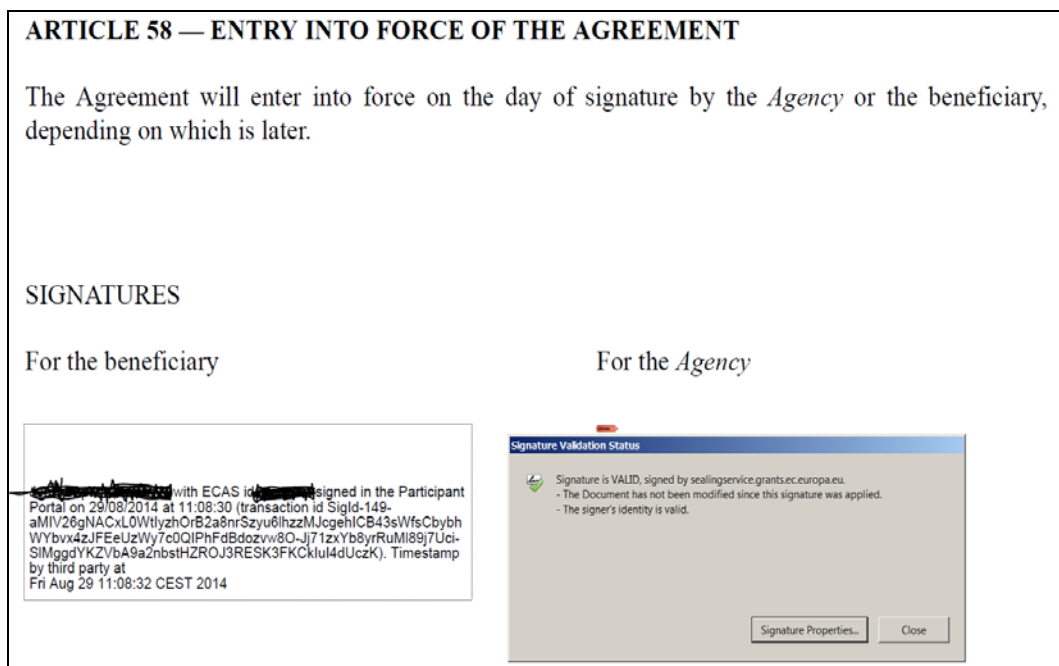 ARTICLE 58 — ENTRY INTO FORCE OF THE AGREEMENT
The Agreement will enter into force on the day of signature by the Agency or the beneficiary,
depending on which is later.
SIGNATURES
For the beneficiary
For the Agency
with ECAS id signed in the Participant
Portal on 29/08/2014 at 11:08:30 (transaction id SigId-149-
aMIV26gNACxL0WtlyzhOrB2a8nrSzyu6lhzzMJcgehICB43sWfsCbybh
WYbvx4zJFEeUzWy7c0QIPhFdBdozvw8O-Jj71zxYb8yrRuMI89j7Uci-
SlMggdYKZVbA9a2nbstHZROJ3RESK3FKCkluI4dUczK). Timestamp
by third party at
Fri Aug 29 11:08:32 CEST 2014
Signature Validation Status
Signature is VALID, signed by sealingservice.grants.ec.europa.eu.
- The Document has not been modified since this signature was applied.
- The signer's identity is valid.
Signature Properties...
Close